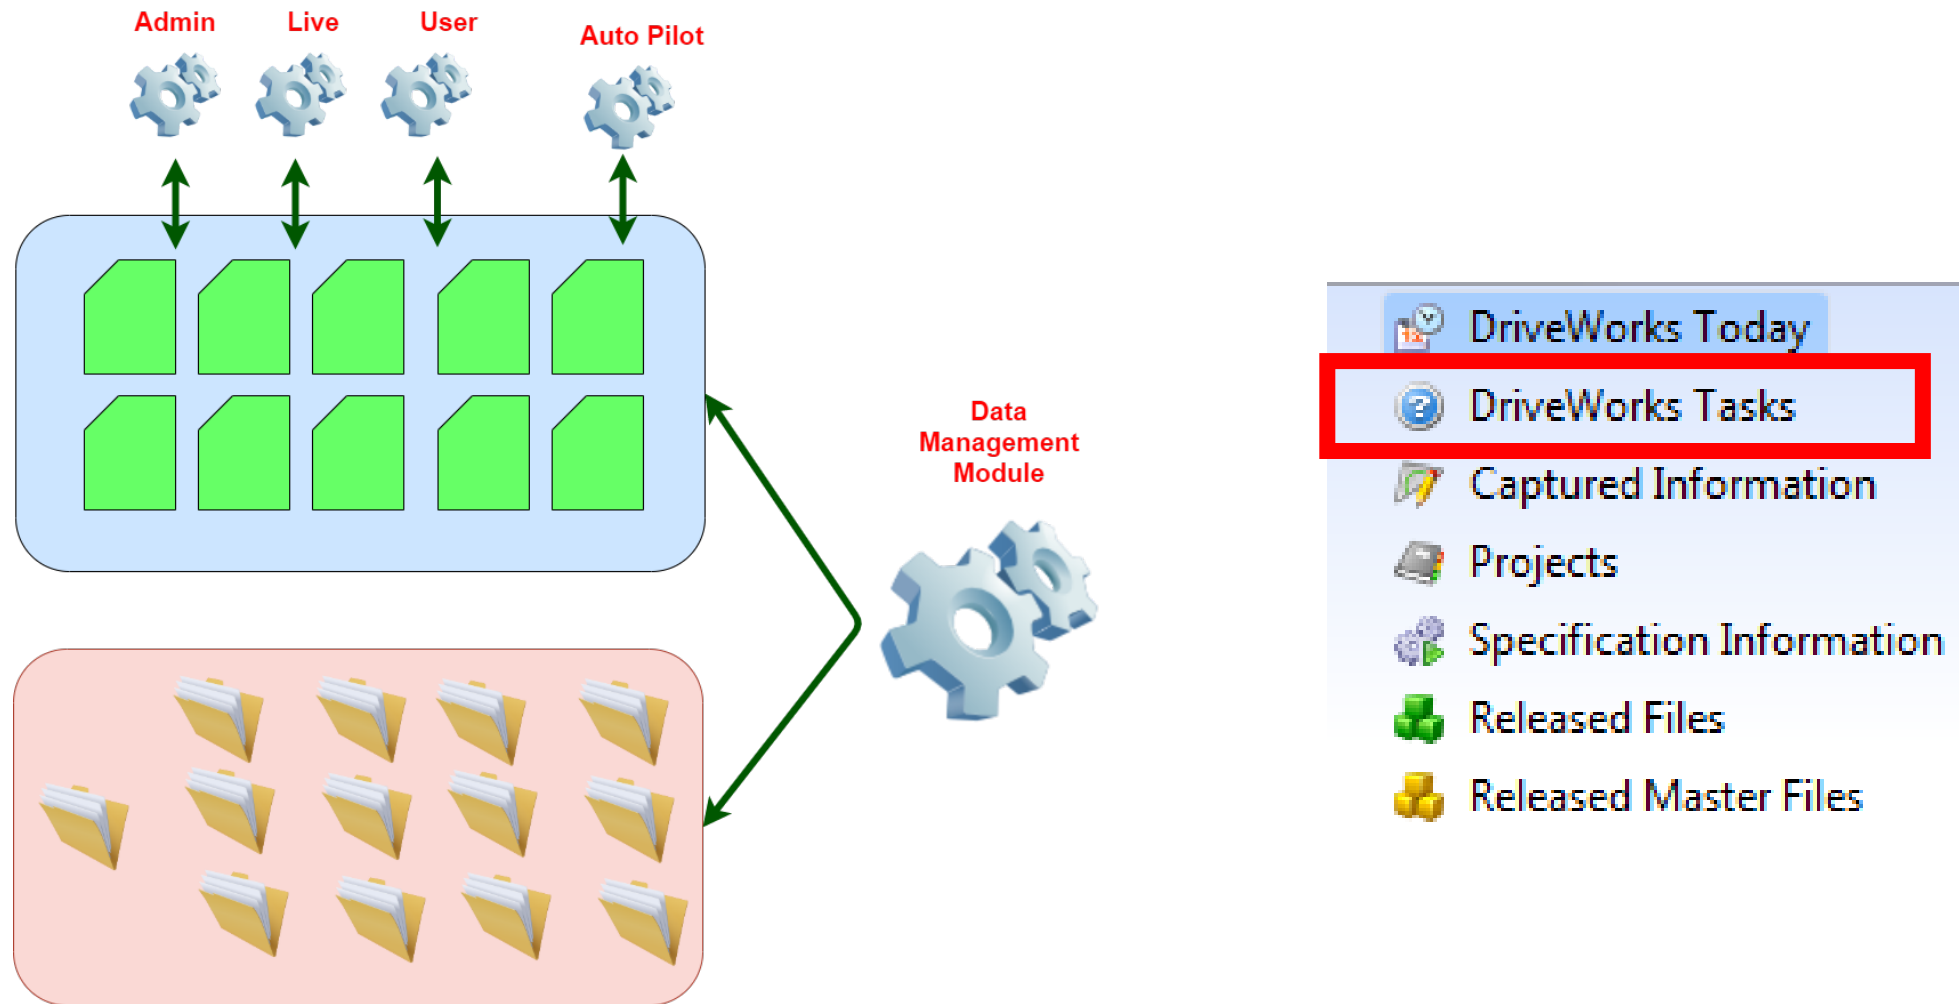 Admin
Live
User
Auto Pilot
Data
Management
Module
DriveWorks Today
DriveWorks Tasks
Captured Information
Projects
Specification Information
Released Files
Released Master Files